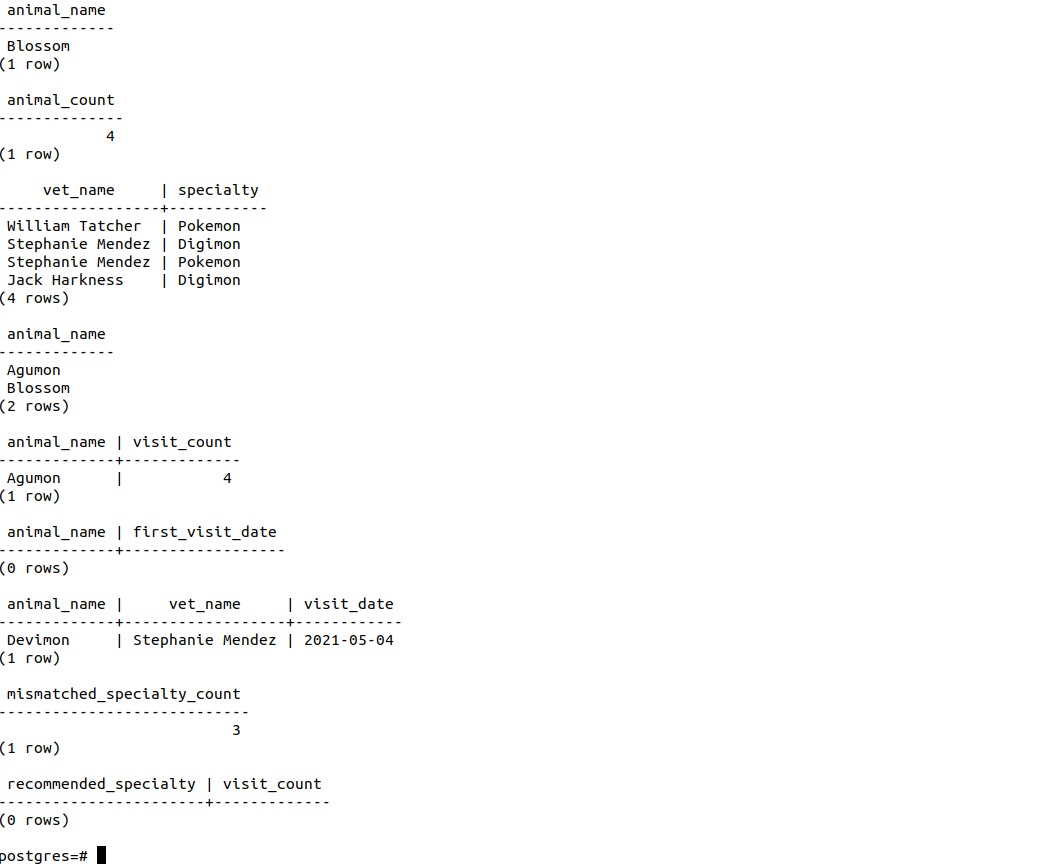 animal_name
-------------
 Blossom
(1 row)

 animal_count
--------------
            4
(1 row)

    vet_name     | specialty
------------------+-----------
 William Tatcher  | Pokemon
 Stephanie Mendez | Digimon
 Stephanie Mendez | Pokemon
 Jack Harkness    | Digimon
(4 rows)

 animal_name
-------------
 Agumon
 Blossom
(2 rows)

 animal_name | visit_count
-------------+-------------
 Agumon      |           4
(1 row)

 animal_name | first_visit_date
-------------+------------------
(0 rows)

 animal_name |     vet_name     | visit_date
-------------+------------------+------------
 Devimon     | Stephanie Mendez | 2021-05-04
(1 row)

 mismatched_specialty_count
----------------------------
                          3
(1 row)

 recommended_specialty | visit_count
-----------------------+-------------
(0 rows)

postgres=#